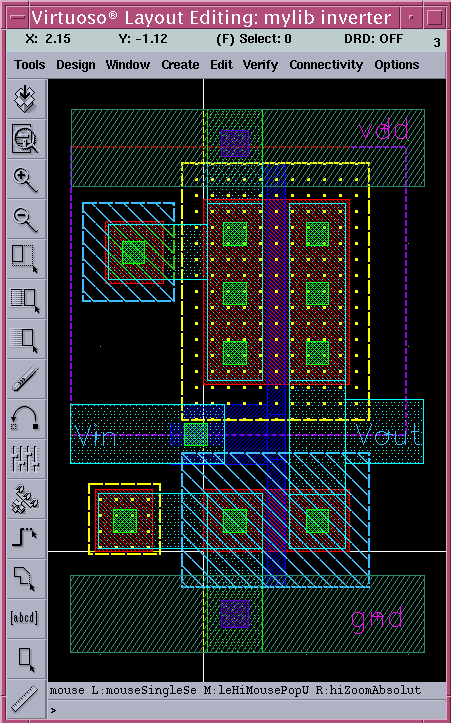 Virtuoso® Layout Editing: mylib inverter
X: 2.15 Y: -1.12 (F) Select: 0 DRD: OFF 3
Tools Design Window Create Edit Verify Connectivity Options
vdd
Vin Vout
gnd
[abcd]
mouse L:mouseSingleSe M:leHiMousePopU R:hiZoomAbsolut
>